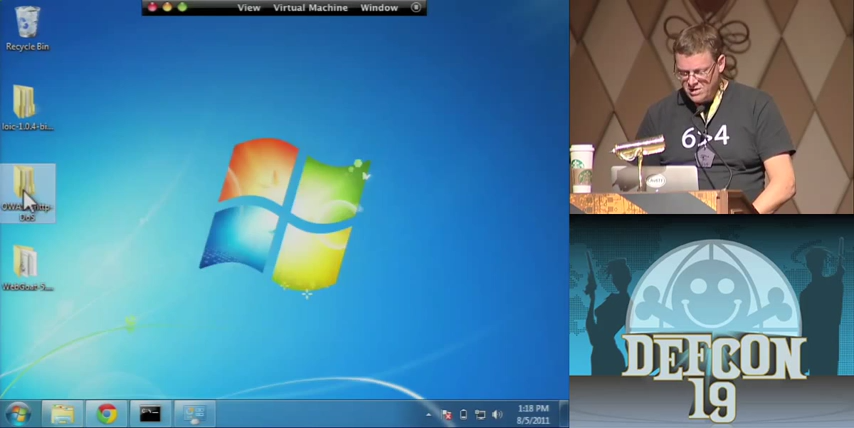 View Virtual Machine Window
Recycle Bin
loic-1.0.4-bi...
WebGoat-5....
1:18 PM
8/5/2011
DEFCON
19